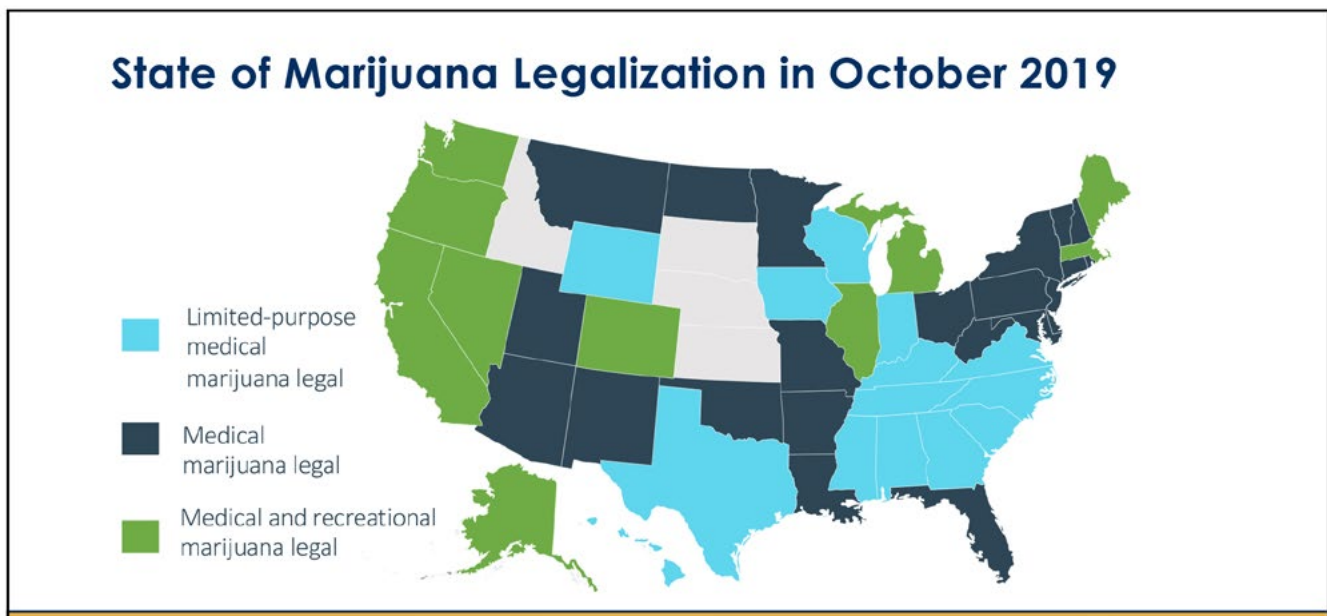 State of Marijuana Legalization in October 2019
Limited-purpose
medical
marijuana legal
Medical
marijuana legal
Medical and recreational
marijuana legal